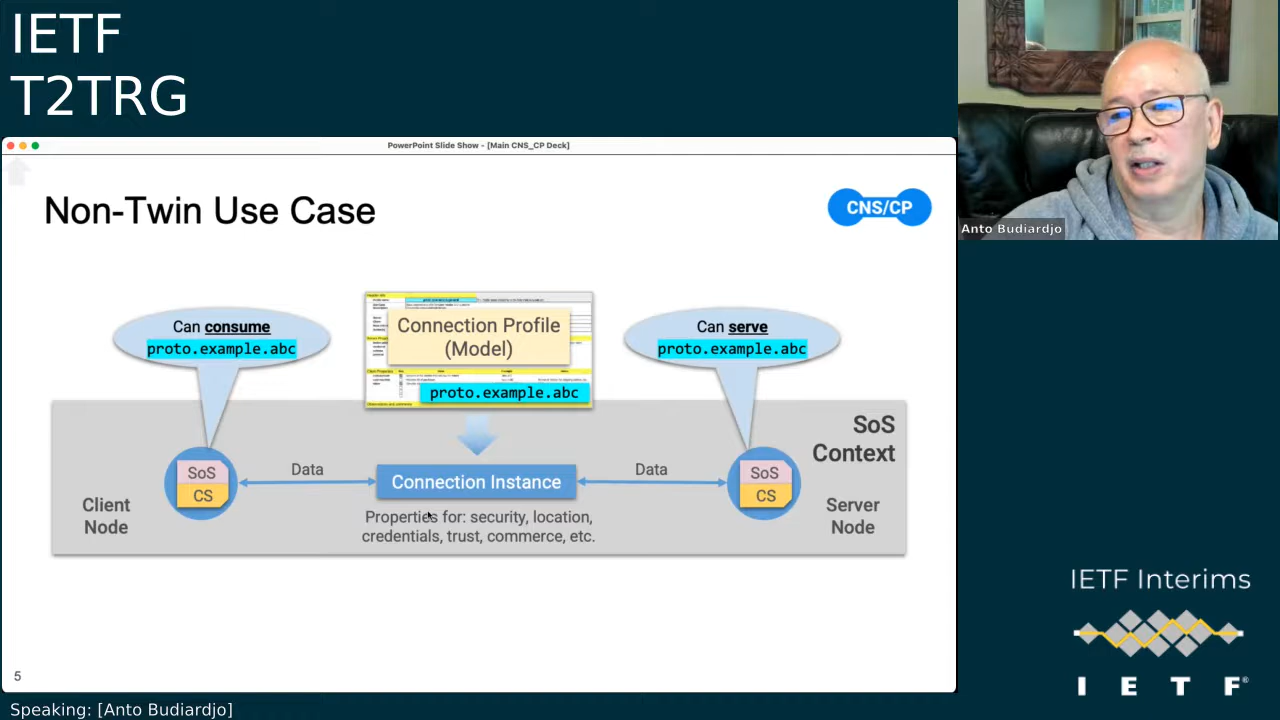 IETF
T2TRG
PowerPoint Slide Show - [Main CNS_CP Deck]
Non-Twin Use Case
CNS/CP
Can consume
proto.example.abc
Connection Profile
(Model)
proto.example.abc
Can serve
proto.example.abc
SoS
Context
SoS
CS
Data
Connection Instance
Data
SoS
CS
Client
Node
Properties for: security, location,
credentials, trust, commerce, etc.
Server
Node
5
Anto Budiardjo
IETF Interims
I E T F®
Speaking: [Anto Budiardjo]